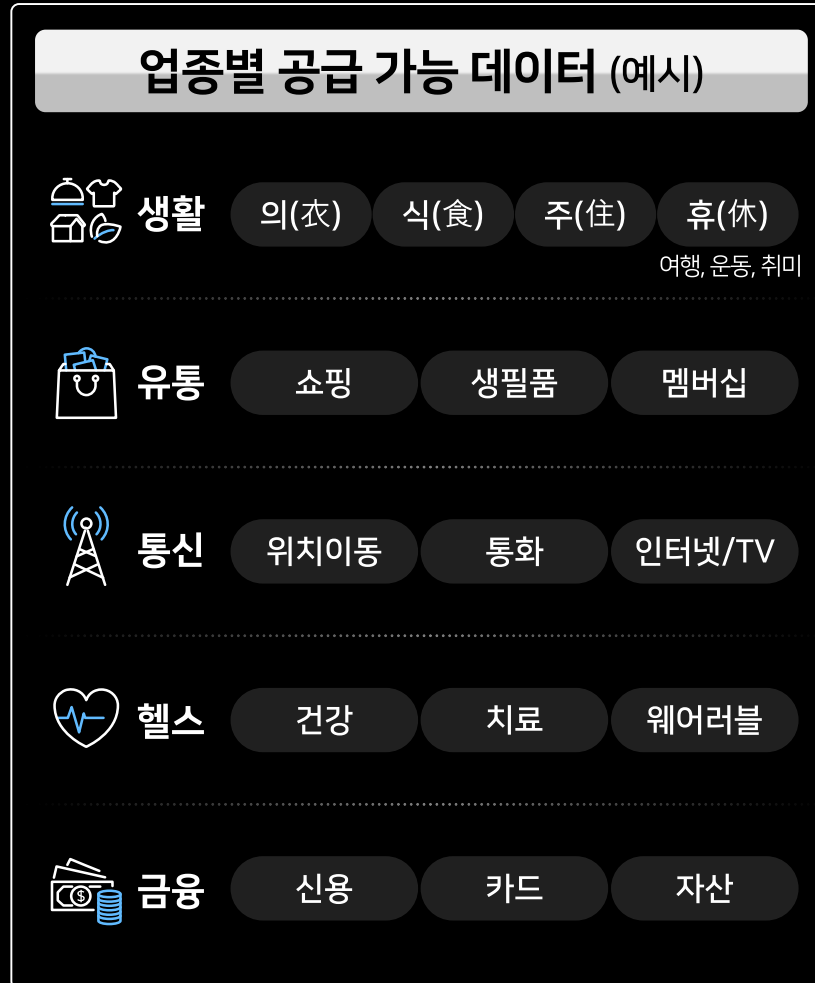 업종별 공급 가능 데이터 (예시)
생활 의(衣) 식(食) 주(住) 휴(休)
여행, 운동, 취미
유통 쇼핑 생필품 멤버십
통신 위치이동 통화 인터넷/TV
헬스 건강 치료 웨어러블
금융 신용 카드 자산